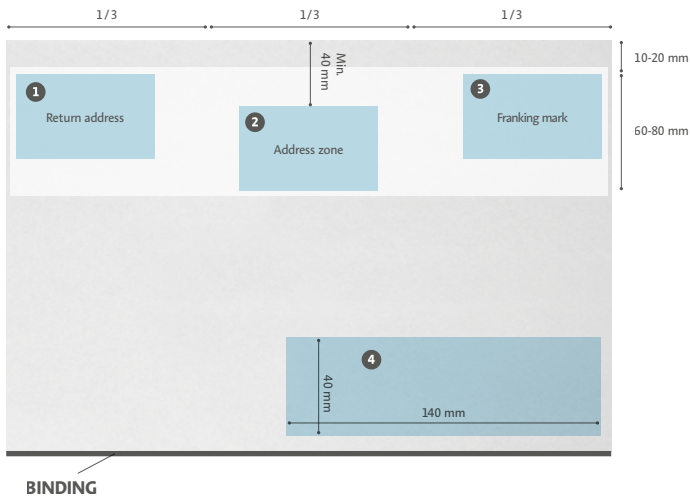 1/3
1/3
1/3
Min.
40 mm
10-20 mm
1
Return address
2
Address zone
3
Franking mark
60-80 mm
4
40 mm
140 mm
BINDING